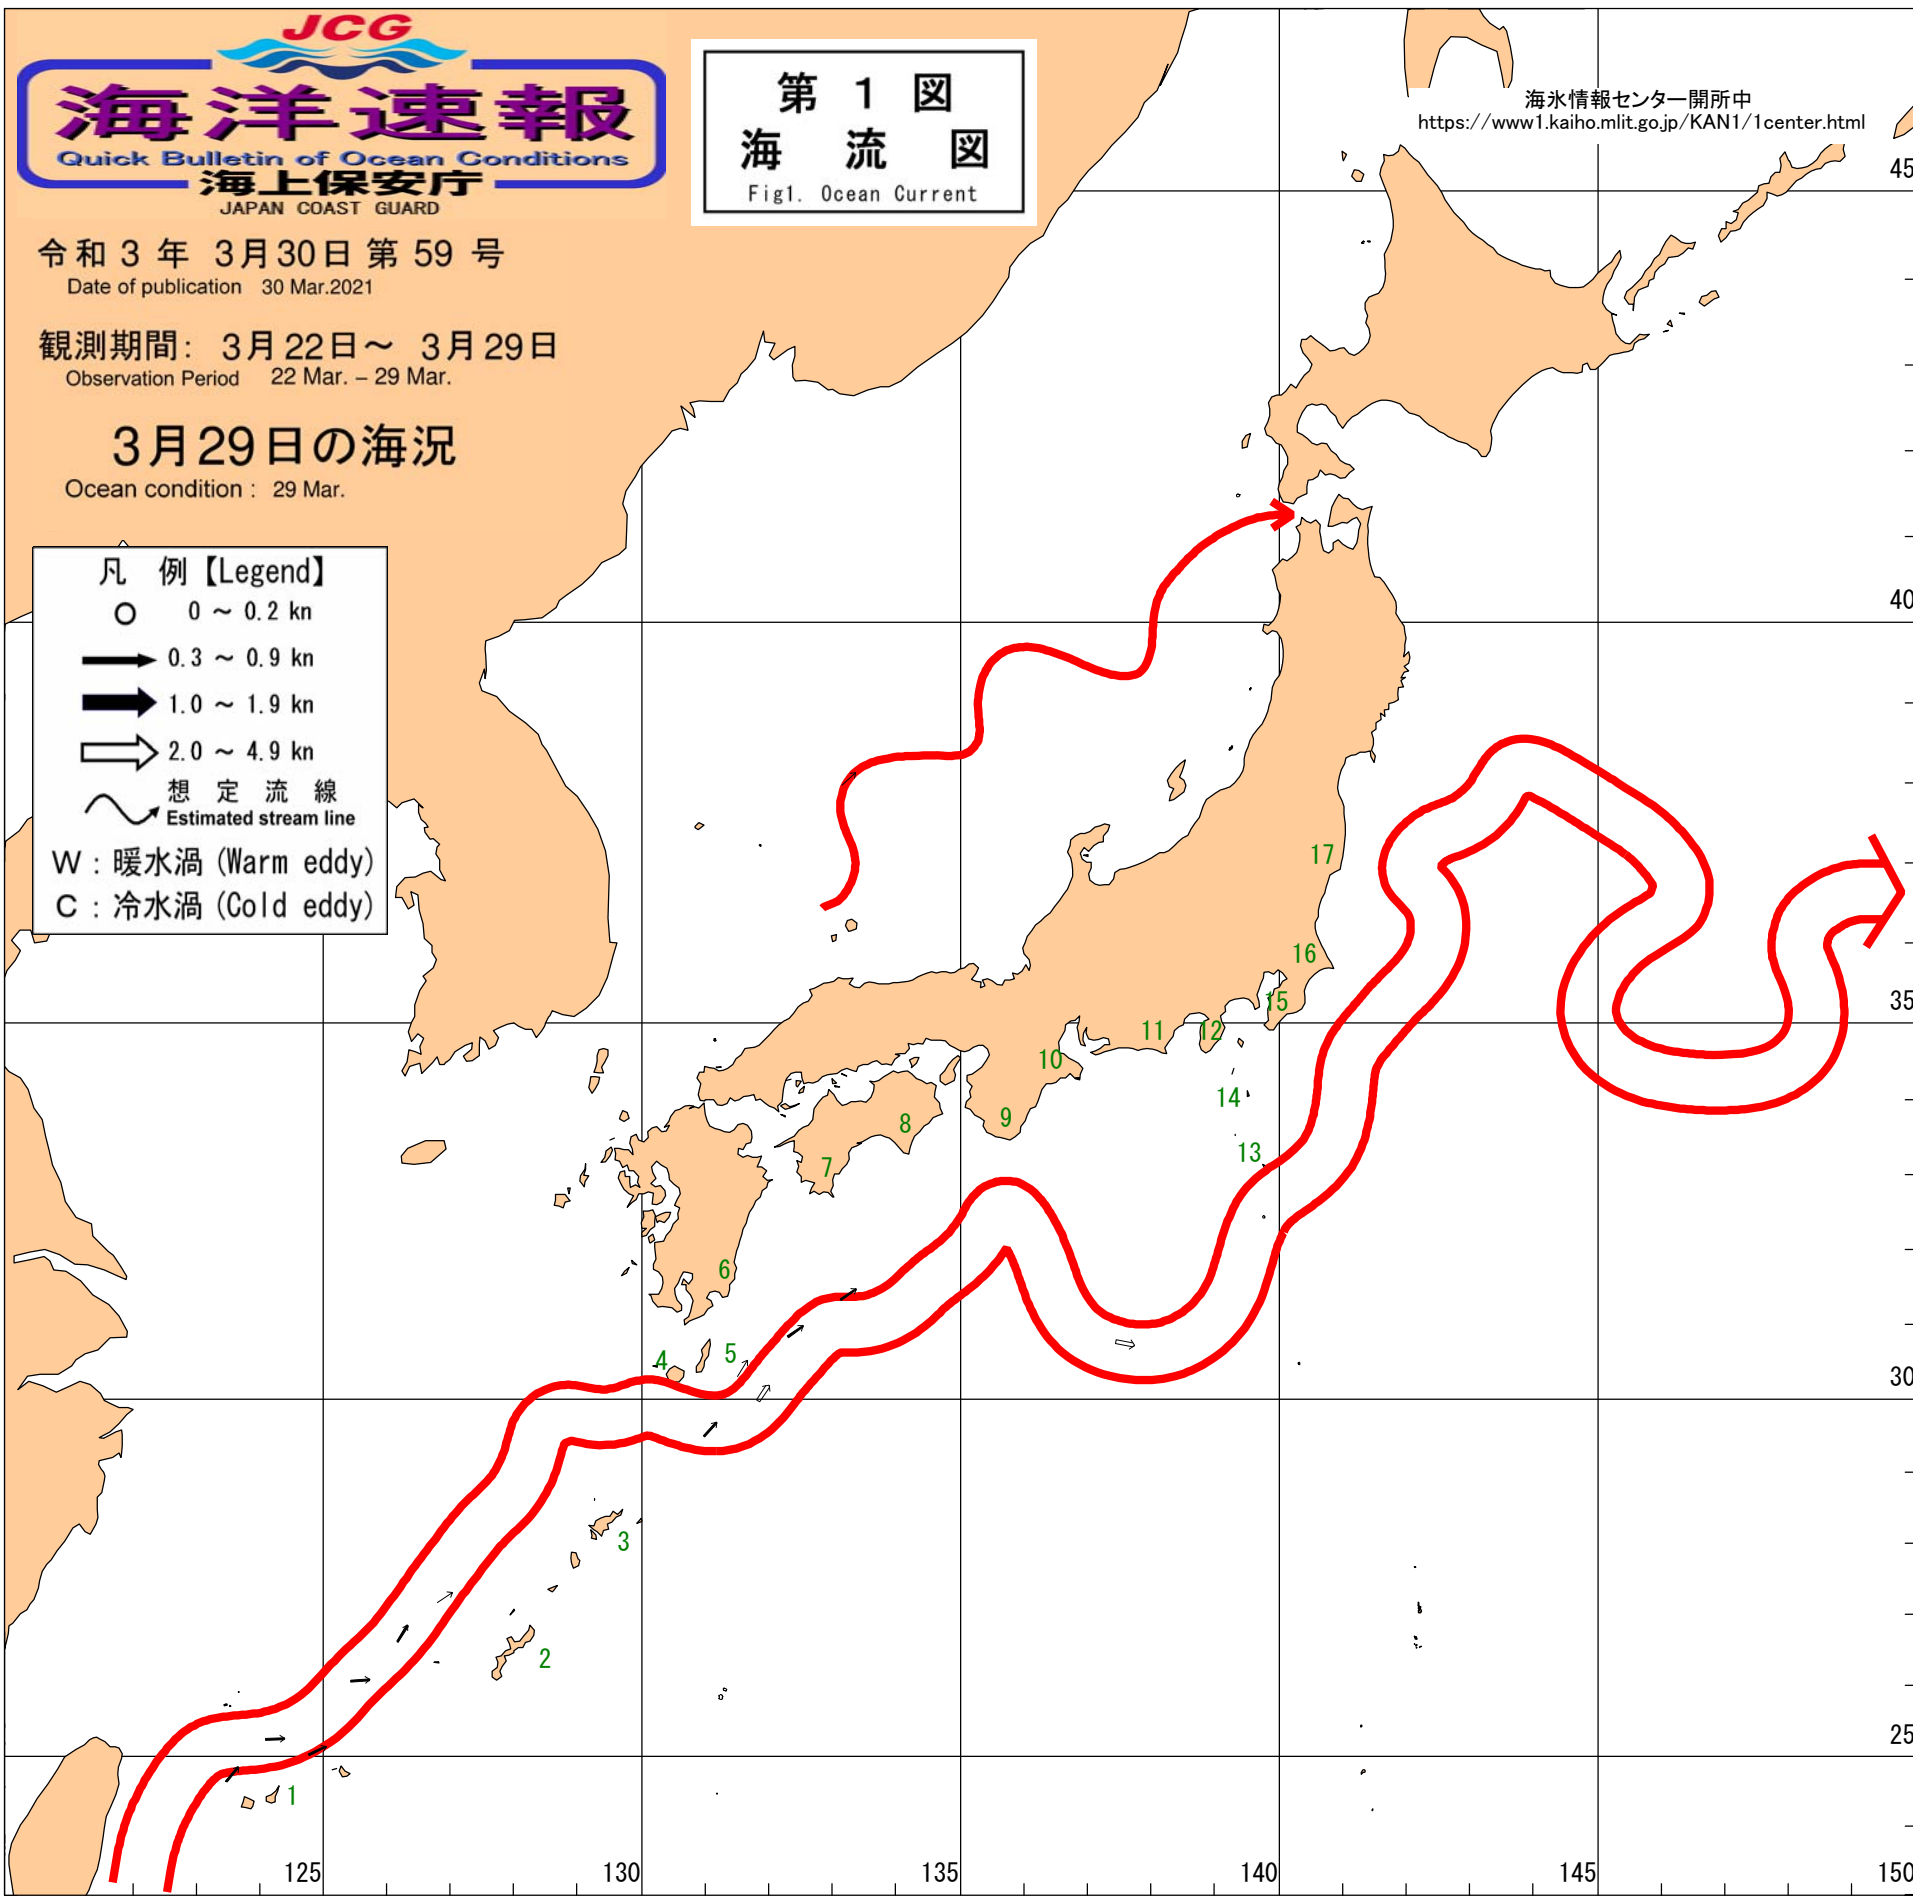 JCG
海洋速報
Quick Bulletin of Ocean Conditions
海上保安庁
JAPAN COAST GUARD
第 1 図
海 流 図
Fig1. Ocean Current
海氷情報センター開所中
https://www1.kaiho.mlit.go.jp/KAN1/1center.html
令和 3 年 3月30日 第 59 号
Date of publication 30 Mar.2021
観測期間: 3月22日～ 3月29日
Observation Period 22 Mar. – 29 Mar.
3月29日の海況
Ocean condition : 29 Mar.
凡 例【Legend】
0 ～ 0.2 kn
0.3 ～ 0.9 kn
1.0 ～ 1.9 kn
2.0 ～ 4.9 kn
想 定 流 線
Estimated stream line
W : 暖水渦 (Warm eddy)
C : 冷水渦 (Cold eddy)
45
40
35
30
25
17
16
15
12
11
10
14
9
8
13
7
6
5
4
3
2
1
125
130
135
140
145
150